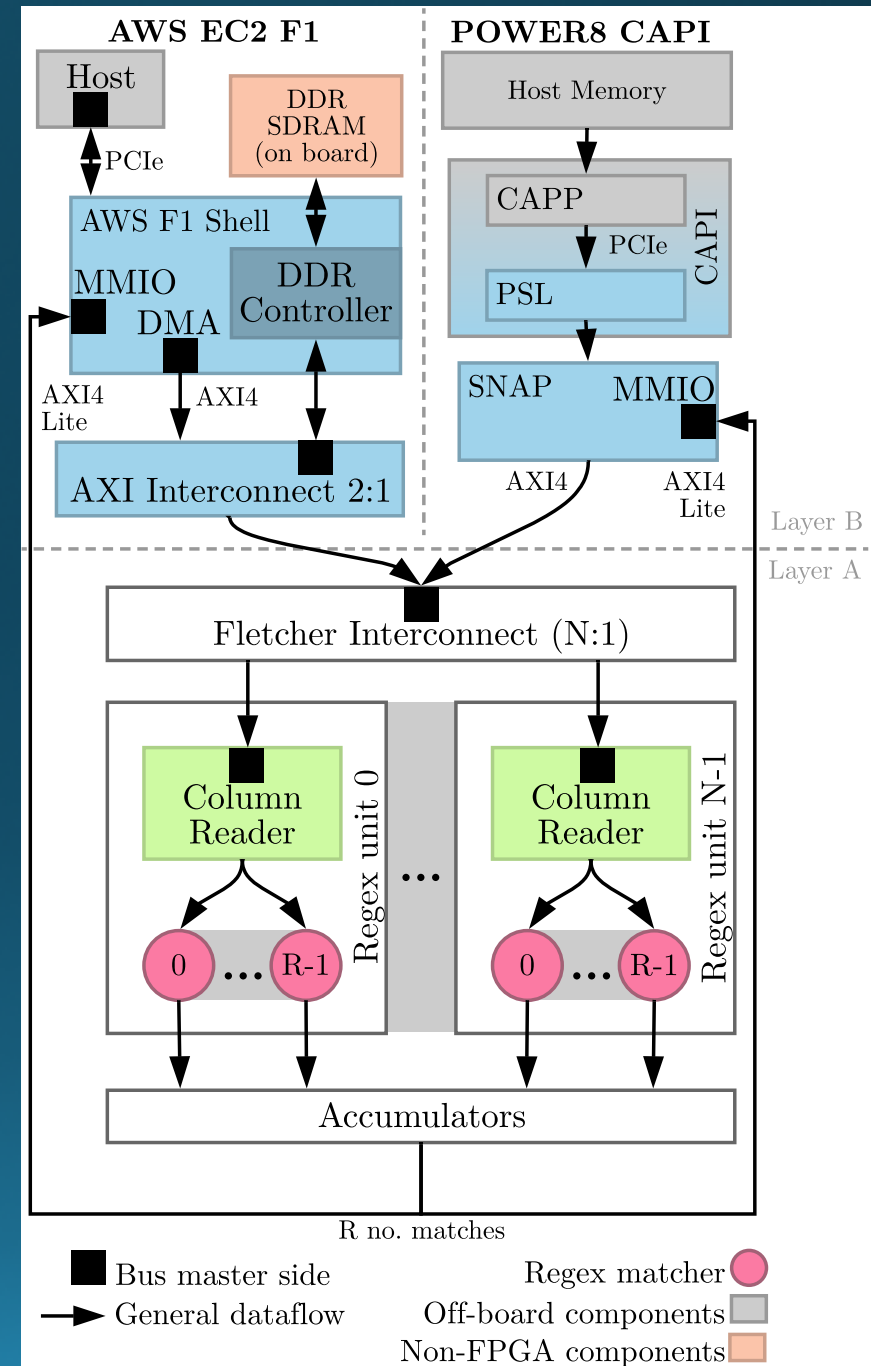 AWS EC2 F1
POWER8 CAPI
Host
DDR
SDRAM
(on board)
PCIe
AWS F1 Shell
MMIO
DMA
DDR
Controller
AXI4
Lite
AXI4
AXI Interconnect 2:1
Host Memory
CAPP
PCIe
PSL
CAPI
SNAP
MMIO
AXI4
AXI4
Lite
Layer B
Layer A
Fletcher Interconnect (N:1)
Column
Reader
Regex unit 0
0
...
R-1
...
Column
Reader
Regex unit N-1
0
...
R-1
Accumulators
R no. matches
Bus master side
General dataflow
Regex matcher
Off-board components
Non-FPGA components